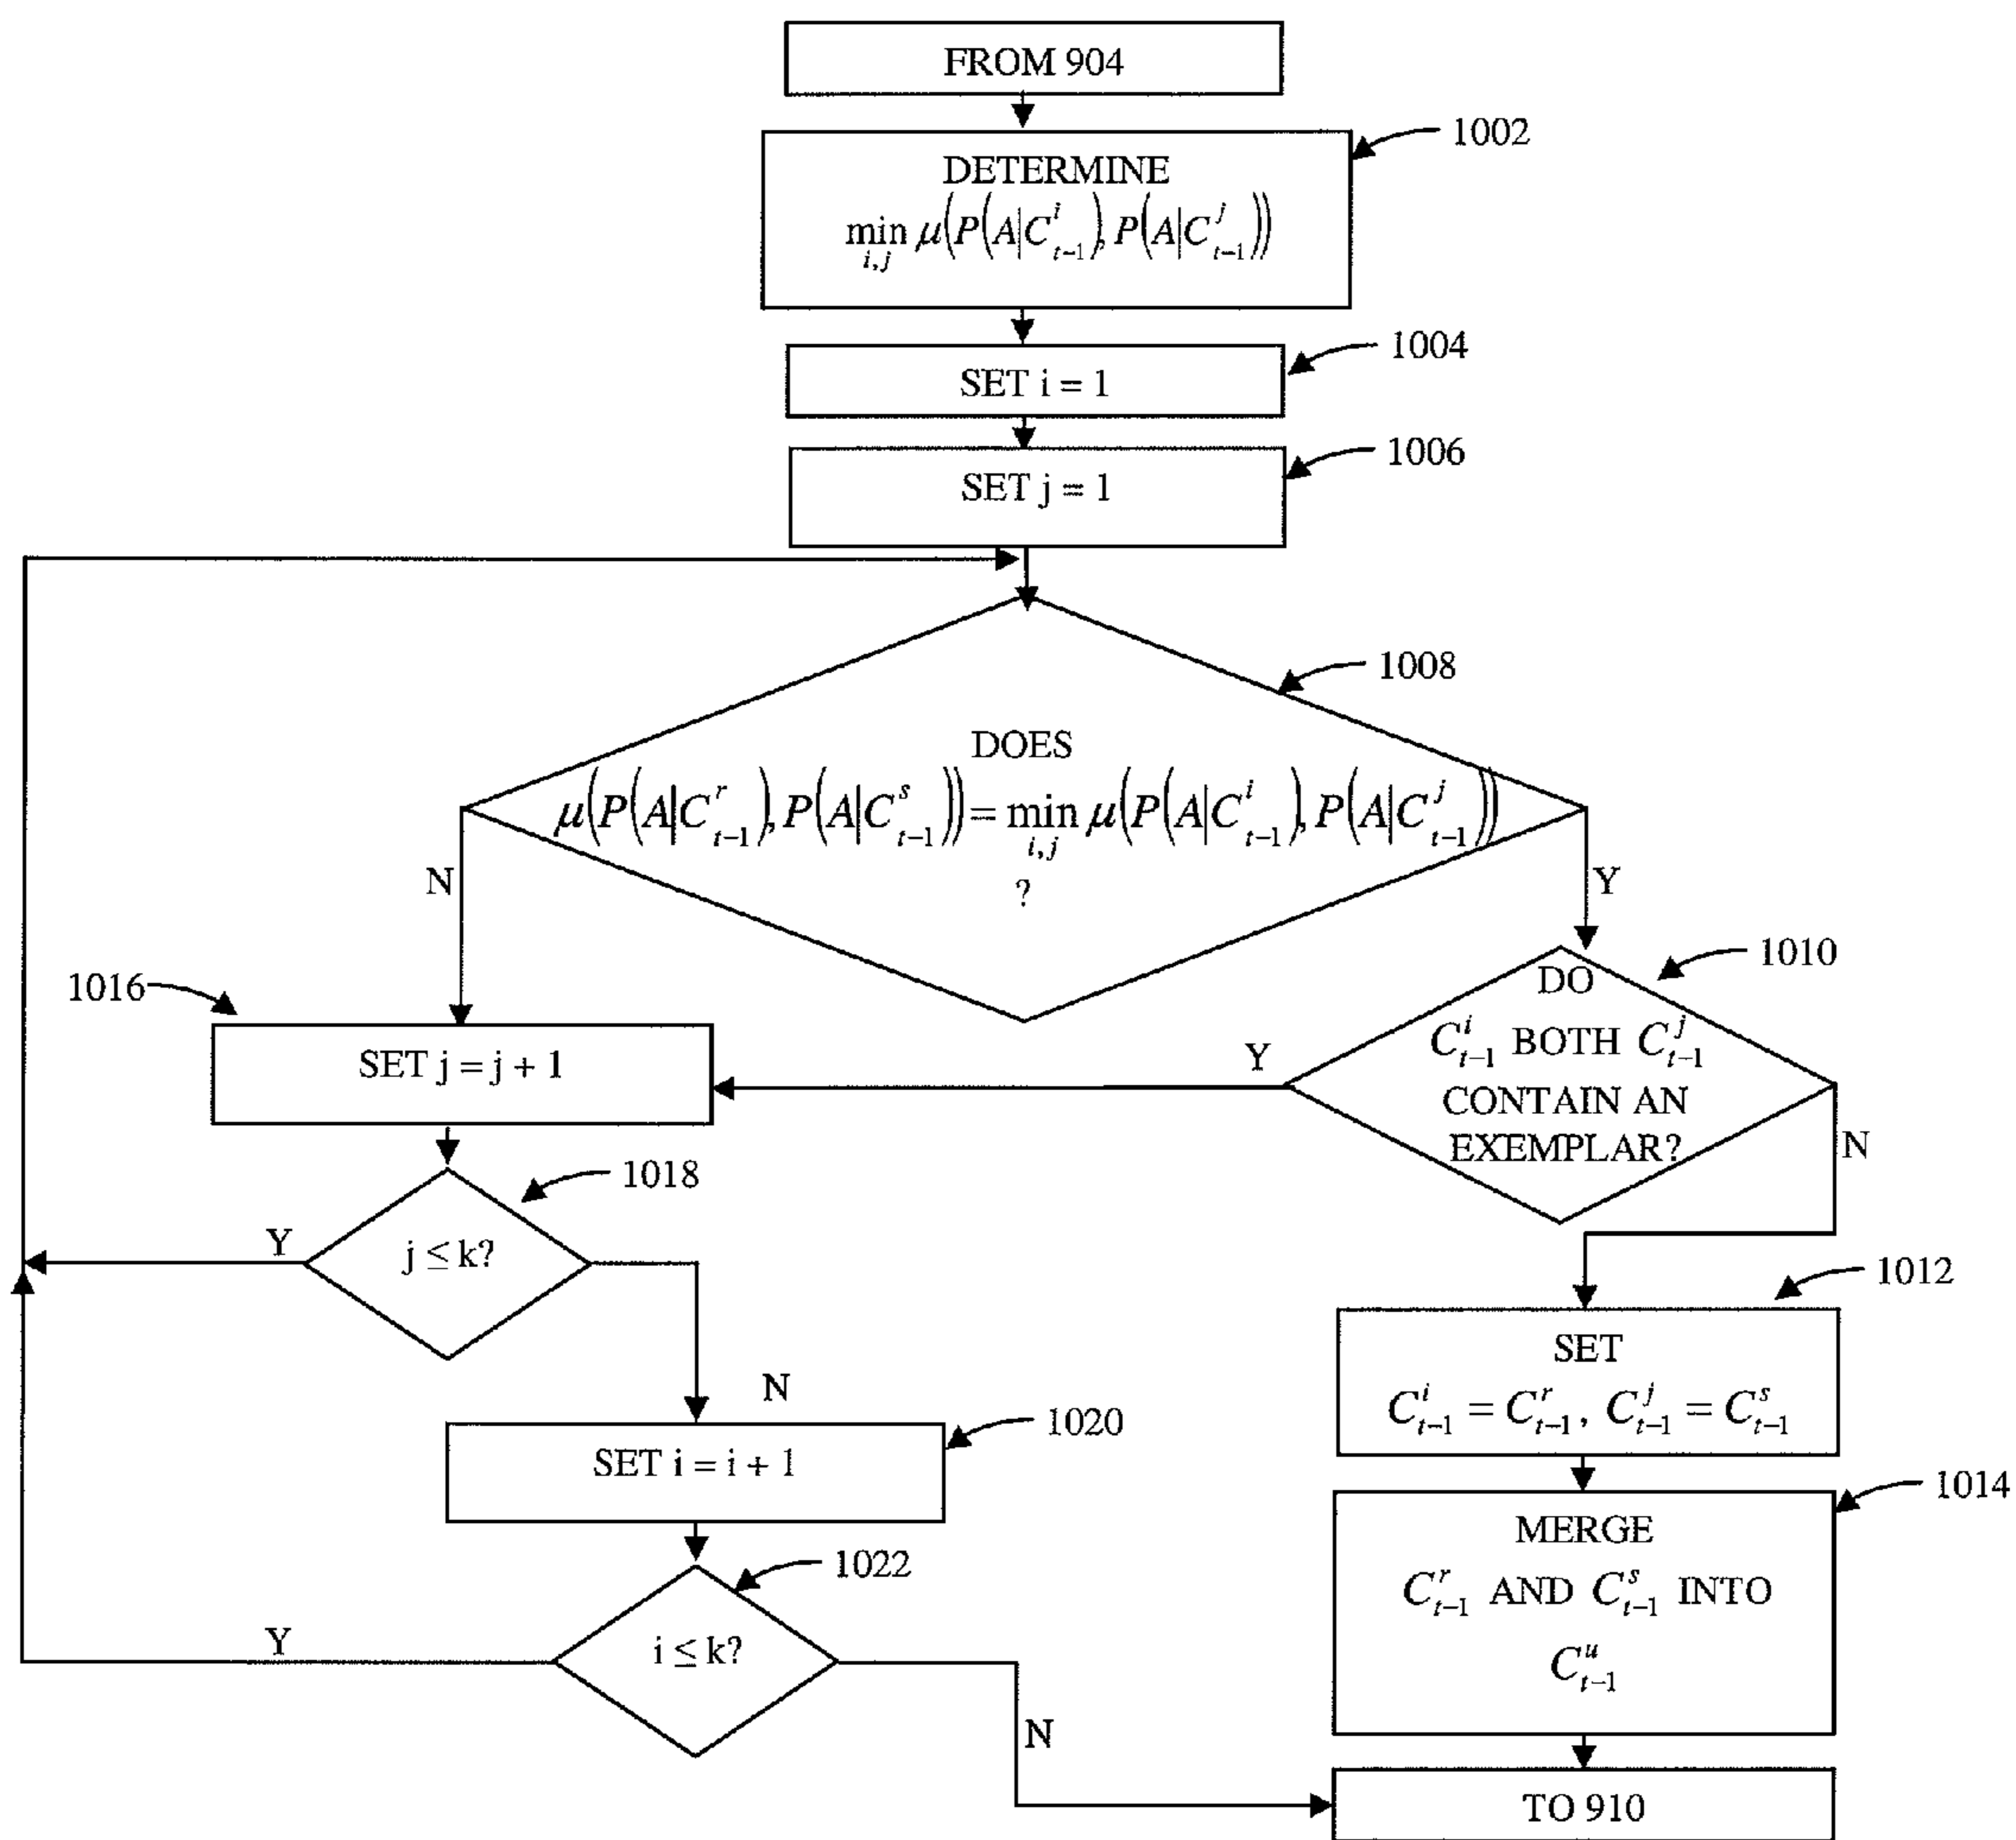 FROM 904
1002
DETERMINE
min μ(P(A|C^i_{t-1}), P(A|C^j_{t-1}))
i,j
1004
SET i = 1
1006
SET j = 1
1008
DOES
μ(P(A|C^r_{t-1}), P(A|C^s_{t-1})) = min μ(P(A|C^i_{t-1}), P(A|C^j_{t-1}))
i,j
?
N
Y
1010
DO
C^i_{t-1} BOTH C^j_{t-1}
CONTAIN AN
EXEMPLAR?
Y
N
1016
SET j = j + 1
1018
j ≤ k?
Y
N
1012
SET
C^i_{t-1} = C^r_{t-1}, C^j_{t-1} = C^s_{t-1}
1020
SET i = i + 1
1014
MERGE
C^r_{t-1} AND C^s_{t-1} INTO
C^u_{t-1}
1022
i ≤ k?
Y
N
TO 910